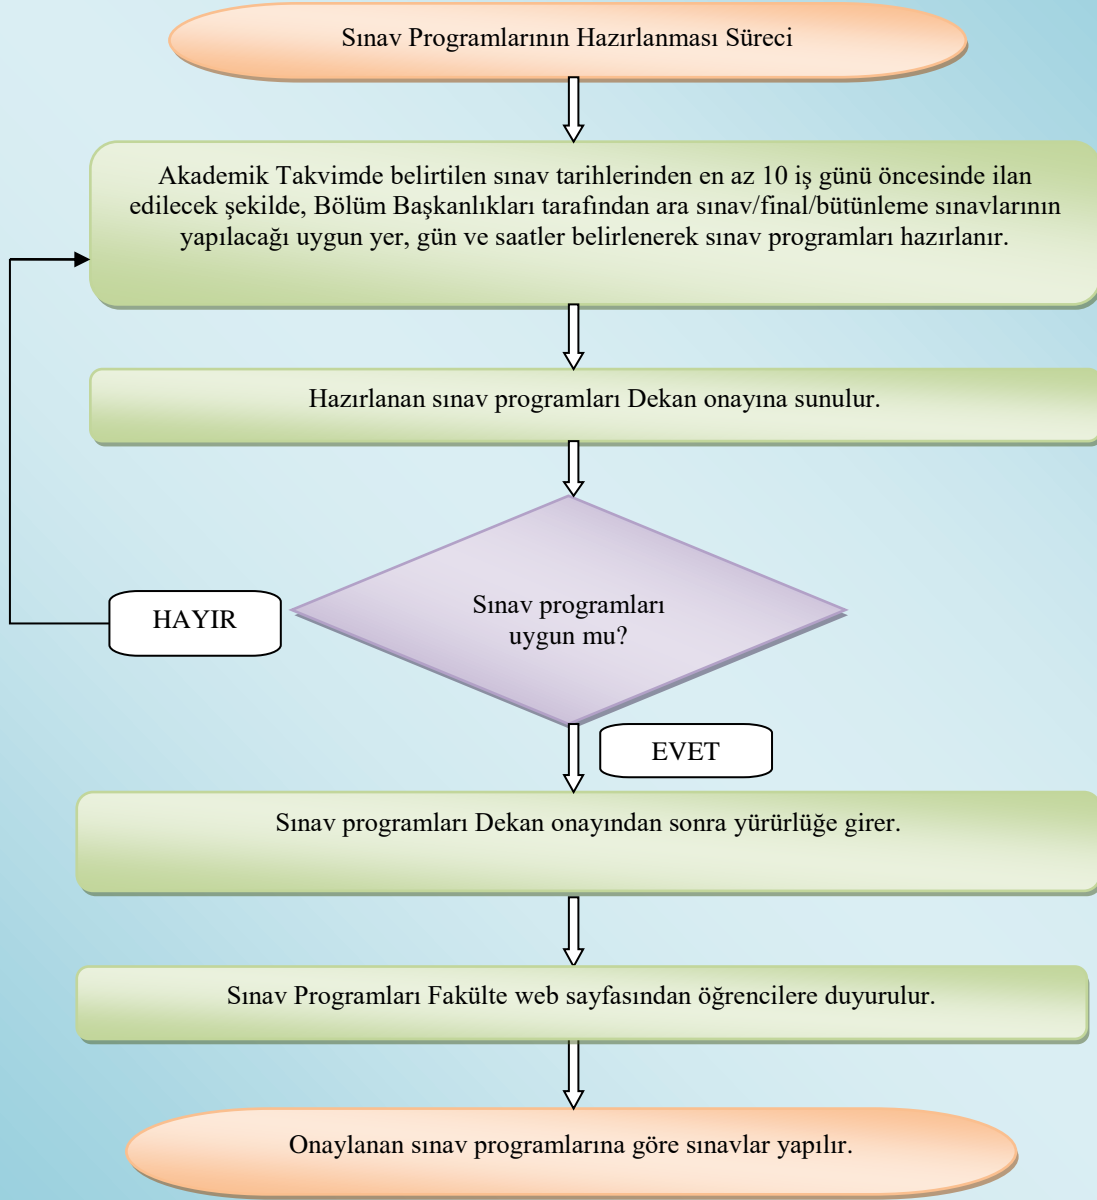 Sınav Programlarının Hazırlanması Süreci
Akademik Takvimde belirtilen sınav tarihlerinden en az 10 iş günü öncesinde ilan
edilecek şekilde, Bölüm Başkanlıkları tarafından ara sınav/final/bütünleme sınavlarının
yapılacağı uygun yer, gün ve saatler belirlenerek sınav programları hazırlanır.
Hazırlanan sınav programları Dekan onayına sunulur.
Sınav programları
uygun mu?
HAYIR
EVET
Sınav programları Dekan onayından sonra yürürlüğe girer.
Sınav Programları Fakülte web sayfasından öğrencilere duyurulur.
Onaylanan sınav programlarına göre sınavlar yapılır.